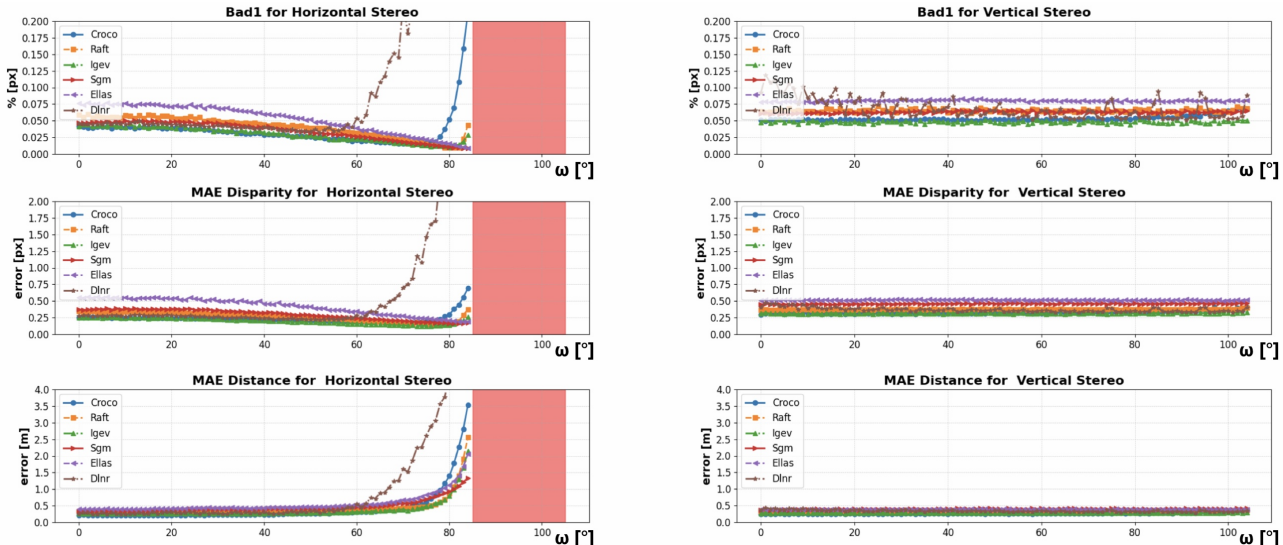 Bad1 for Horizontal Stereo
% [px]
0.200
0.175
0.150
0.125
0.100
0.075
0.050
0.025
0.000
Croco
Raft
Igev
Sgm
Ellas
Dlnr
0 20 40 60 80 100
ω [°]
Bad1 for Vertical Stereo
% [px]
0.200
0.175
0.150
0.125
0.100
0.075
0.050
0.025
0.000
Croco
Raft
Igev
Sgm
Ellas
Dlnr
0 20 40 60 80 100
ω [°]
MAE Disparity for Horizontal Stereo
error [px]
2.00
1.75
1.50
1.25
1.00
0.75
0.50
0.25
0.00
Croco
Raft
Igev
Sgm
Ellas
Dlnr
0 20 40 60 80 100
ω [°]
MAE Disparity for Vertical Stereo
error [px]
2.00
1.75
1.50
1.25
1.00
0.75
0.50
0.25
0.00
Croco
Raft
Igev
Sgm
Ellas
Dlnr
0 20 40 60 80 100
ω [°]
MAE Distance for Horizontal Stereo
error [m]
4.0
3.5
3.0
2.5
2.0
1.5
1.0
0.5
0.0
Croco
Raft
Igev
Sgm
Ellas
Dlnr
0 20 40 60 80 100
ω [°]
MAE Distance for Vertical Stereo
error [m]
4.0
3.5
3.0
2.5
2.0
1.5
1.0
0.5
0.0
Croco
Raft
Igev
Sgm
Ellas
Dlnr
0 20 40 60 80 100
ω [°]